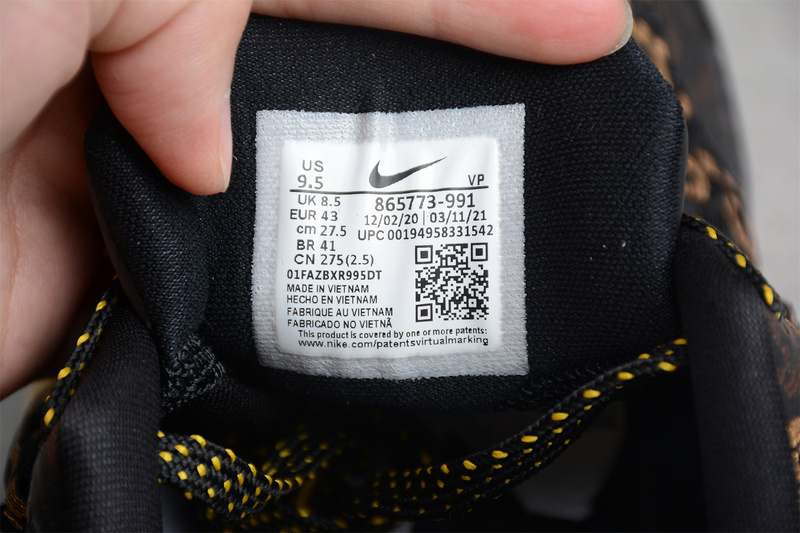 US
9.5 VP
UK 8.5 865773-991
EUR 43 12/02/20 | 03/11/21
cm 27.5 UPC 00194958331542
BR 41
CN 275(2.5)
01FAZBXR995DT
MADE IN VIETNAM
HECHO EN VIETNAM
FABRIQUE AU VIETNAM
FABRICADO NO VIETNÃ
This product is covered by one or more patents:
www.nike.com/patentsvirtualmarking